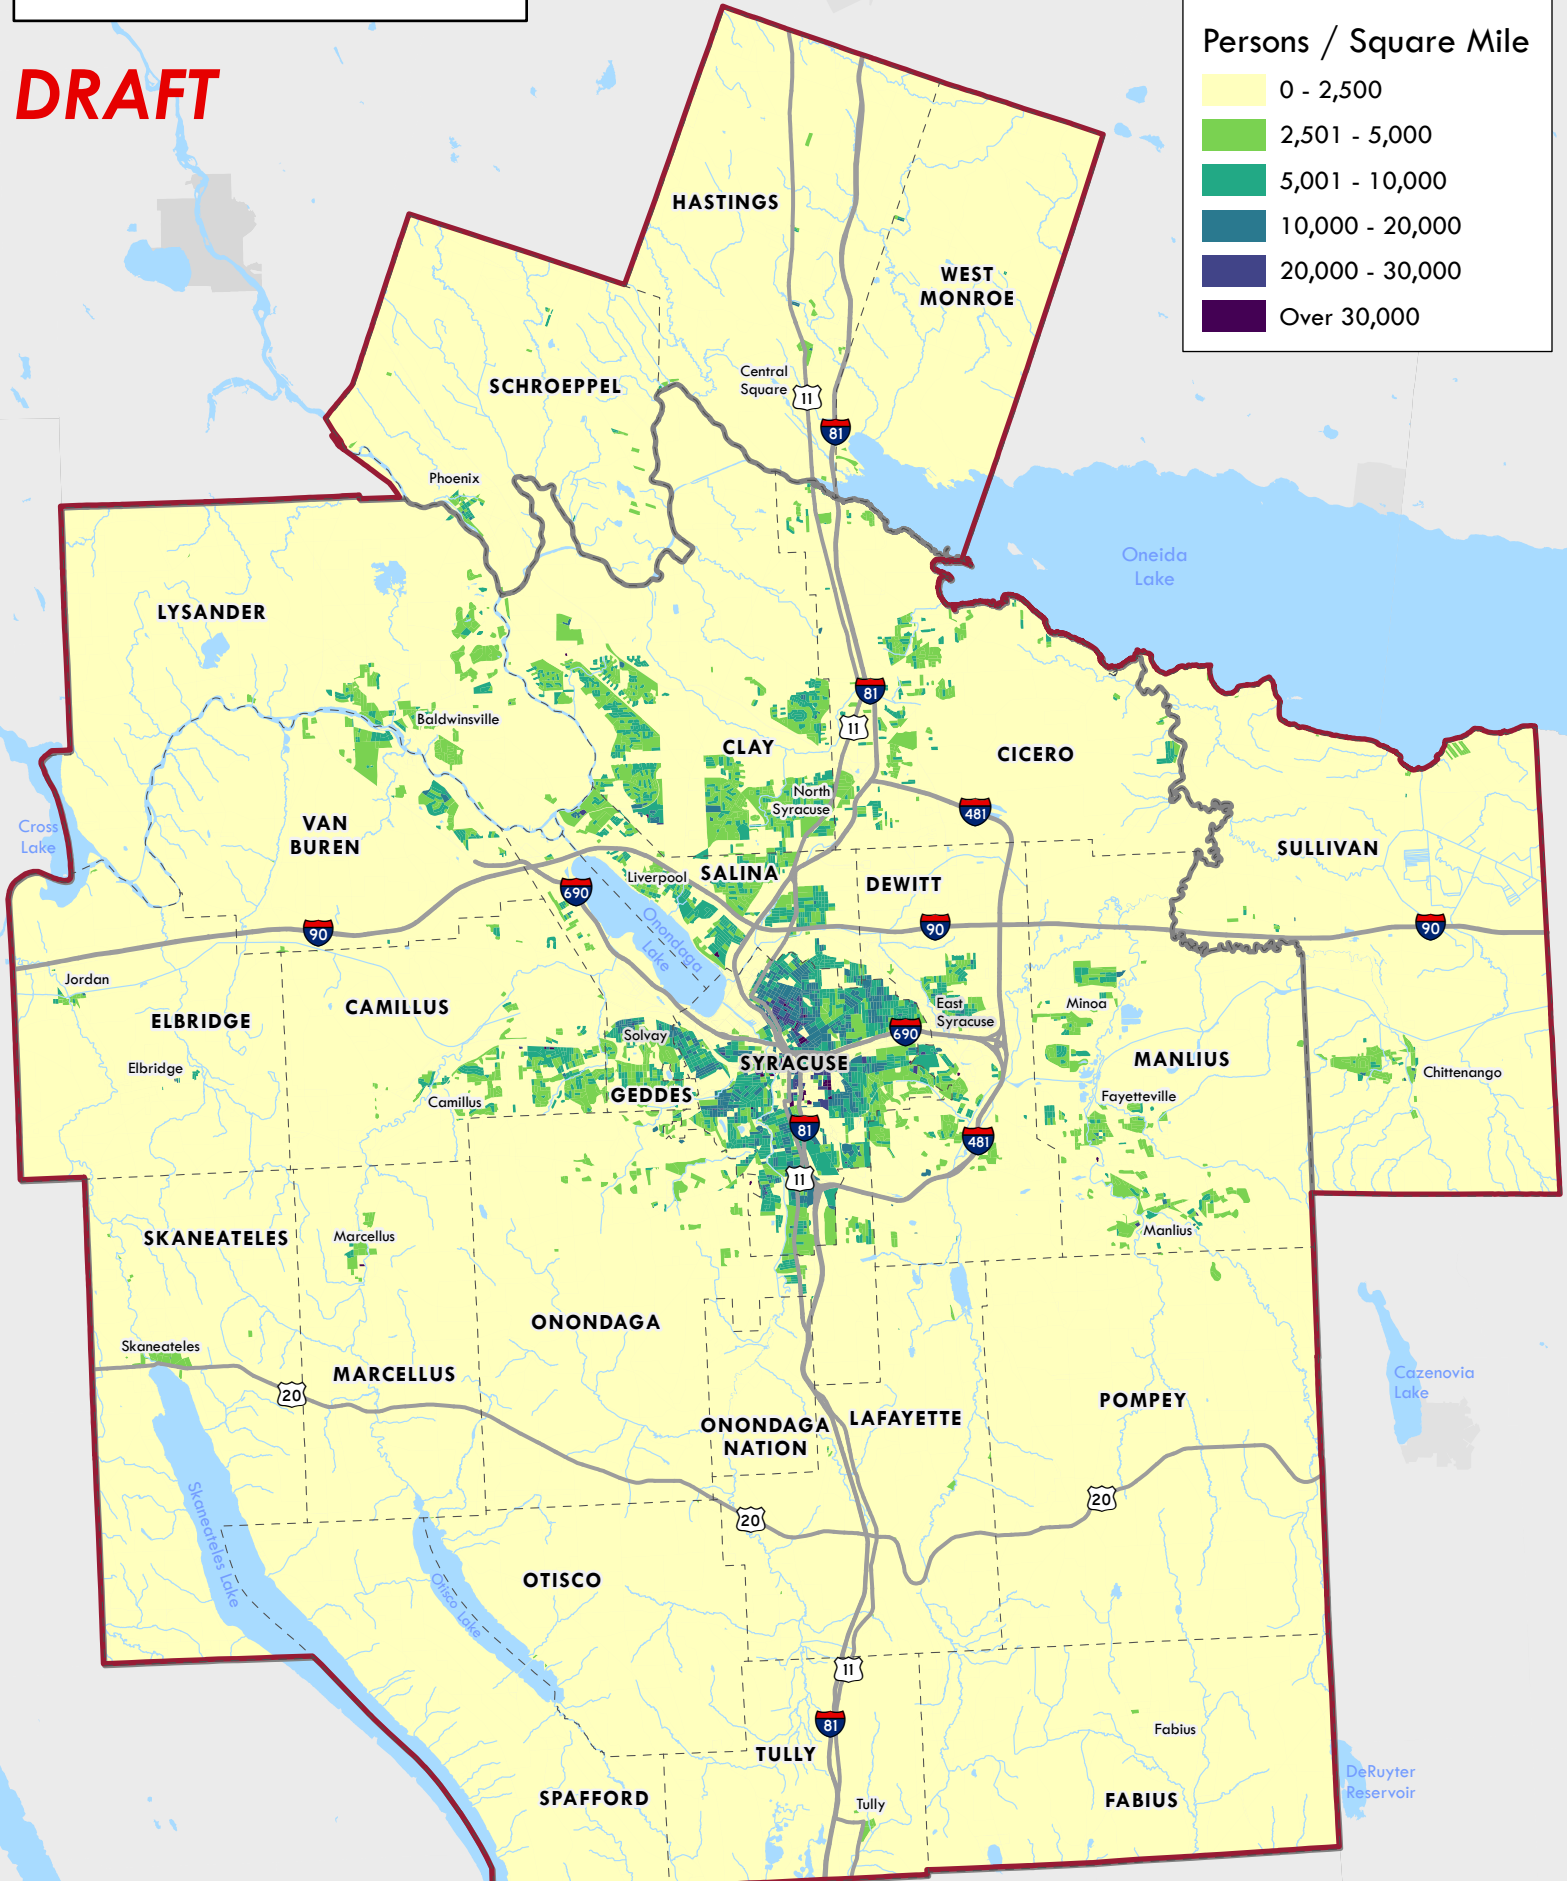 DRAFT
Persons / Square Mile
0 - 2,500
2,501 - 5,000
5,001 - 10,000
10,000 - 20,000
20,000 - 30,000
Over 30,000
HASTINGS
WEST
MONROE
SCHROEPPEL
Central
Square
11
81
Phoenix
Oneida
Lake
LYSANDER
81
11
Baldwinsville
CLAY
CICERO
North
Syracuse
481
Cross
Lake
VAN
BUREN
SULLIVAN
Liverpool
SALINA
DEWITT
690
90
90
90
Onondaga
Lake
Jordan
CAMILLUS
ELBRIDGE
Elbridge
Solvay
East
Syracuse
690
Minoa
SYRACUSE
MANLIUS
Chittenango
GEDDES
Camillus
Fayetteville
81
481
11
SKANEATELES
Marcellus
Manlius
ONONDAGA
Skaneateles
MARCELLUS
20
Cazenovia
Lake
POMPEY
ONONDAGA
NATION
LAFAYETTE
20
20
Skaneateles Lake
OTISCO
Otisco Lake
11
81
Fabius
TULLY
SPAFFORD
Tully
FABIUS
DeRuyter
Reservoir